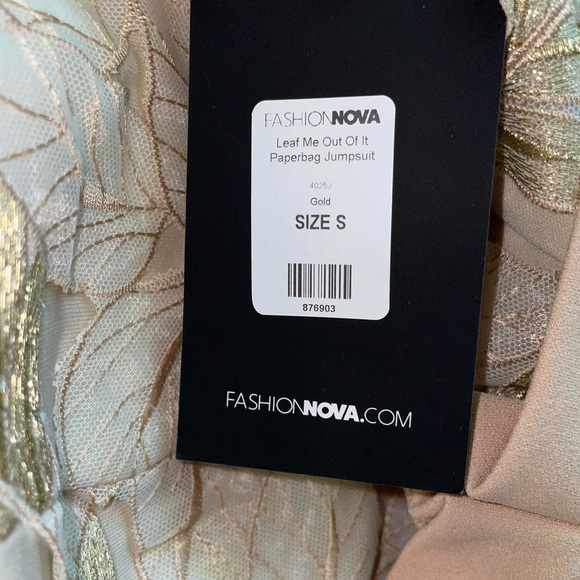 FASHIONNOVA
Leaf Me Out Of It
Paperbag Jumpsuit
4025J
Gold
SIZE S
876903
FASHIONNOVA.COM